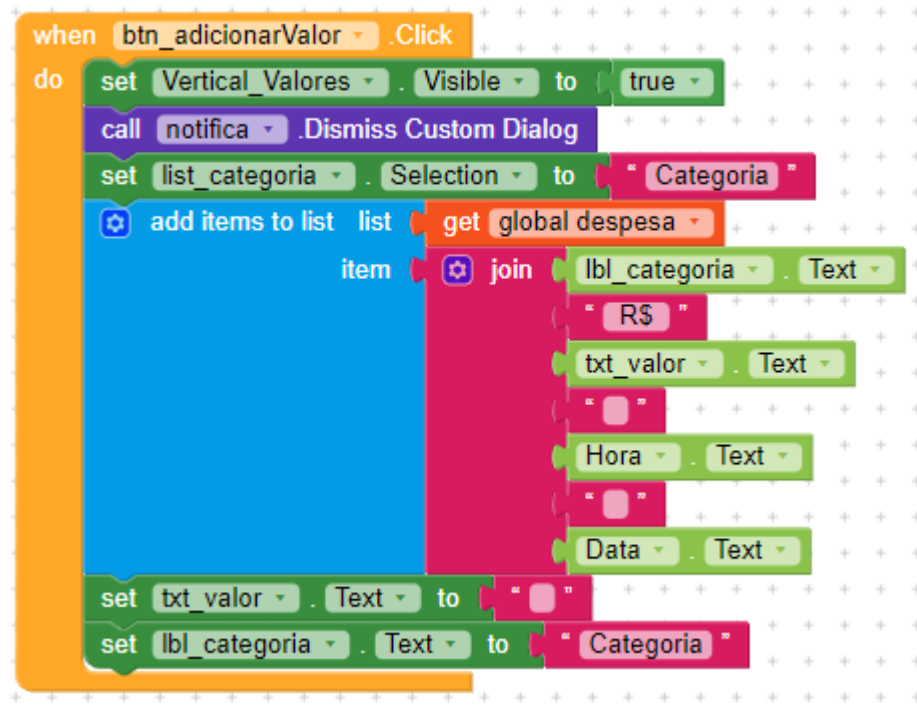 when btn_adicionarValor .Click
do set Vertical_Valores . Visible to true
call notifica .Dismiss Custom Dialog
set list_categoria . Selection to " Categoria "
add items to list list get global despesa
item join lbl_categoria . Text
" R$ "
txt_valor . Text
" "
Hora . Text
" "
Data . Text
set txt_valor . Text to " "
set lbl_categoria . Text to " Categoria "